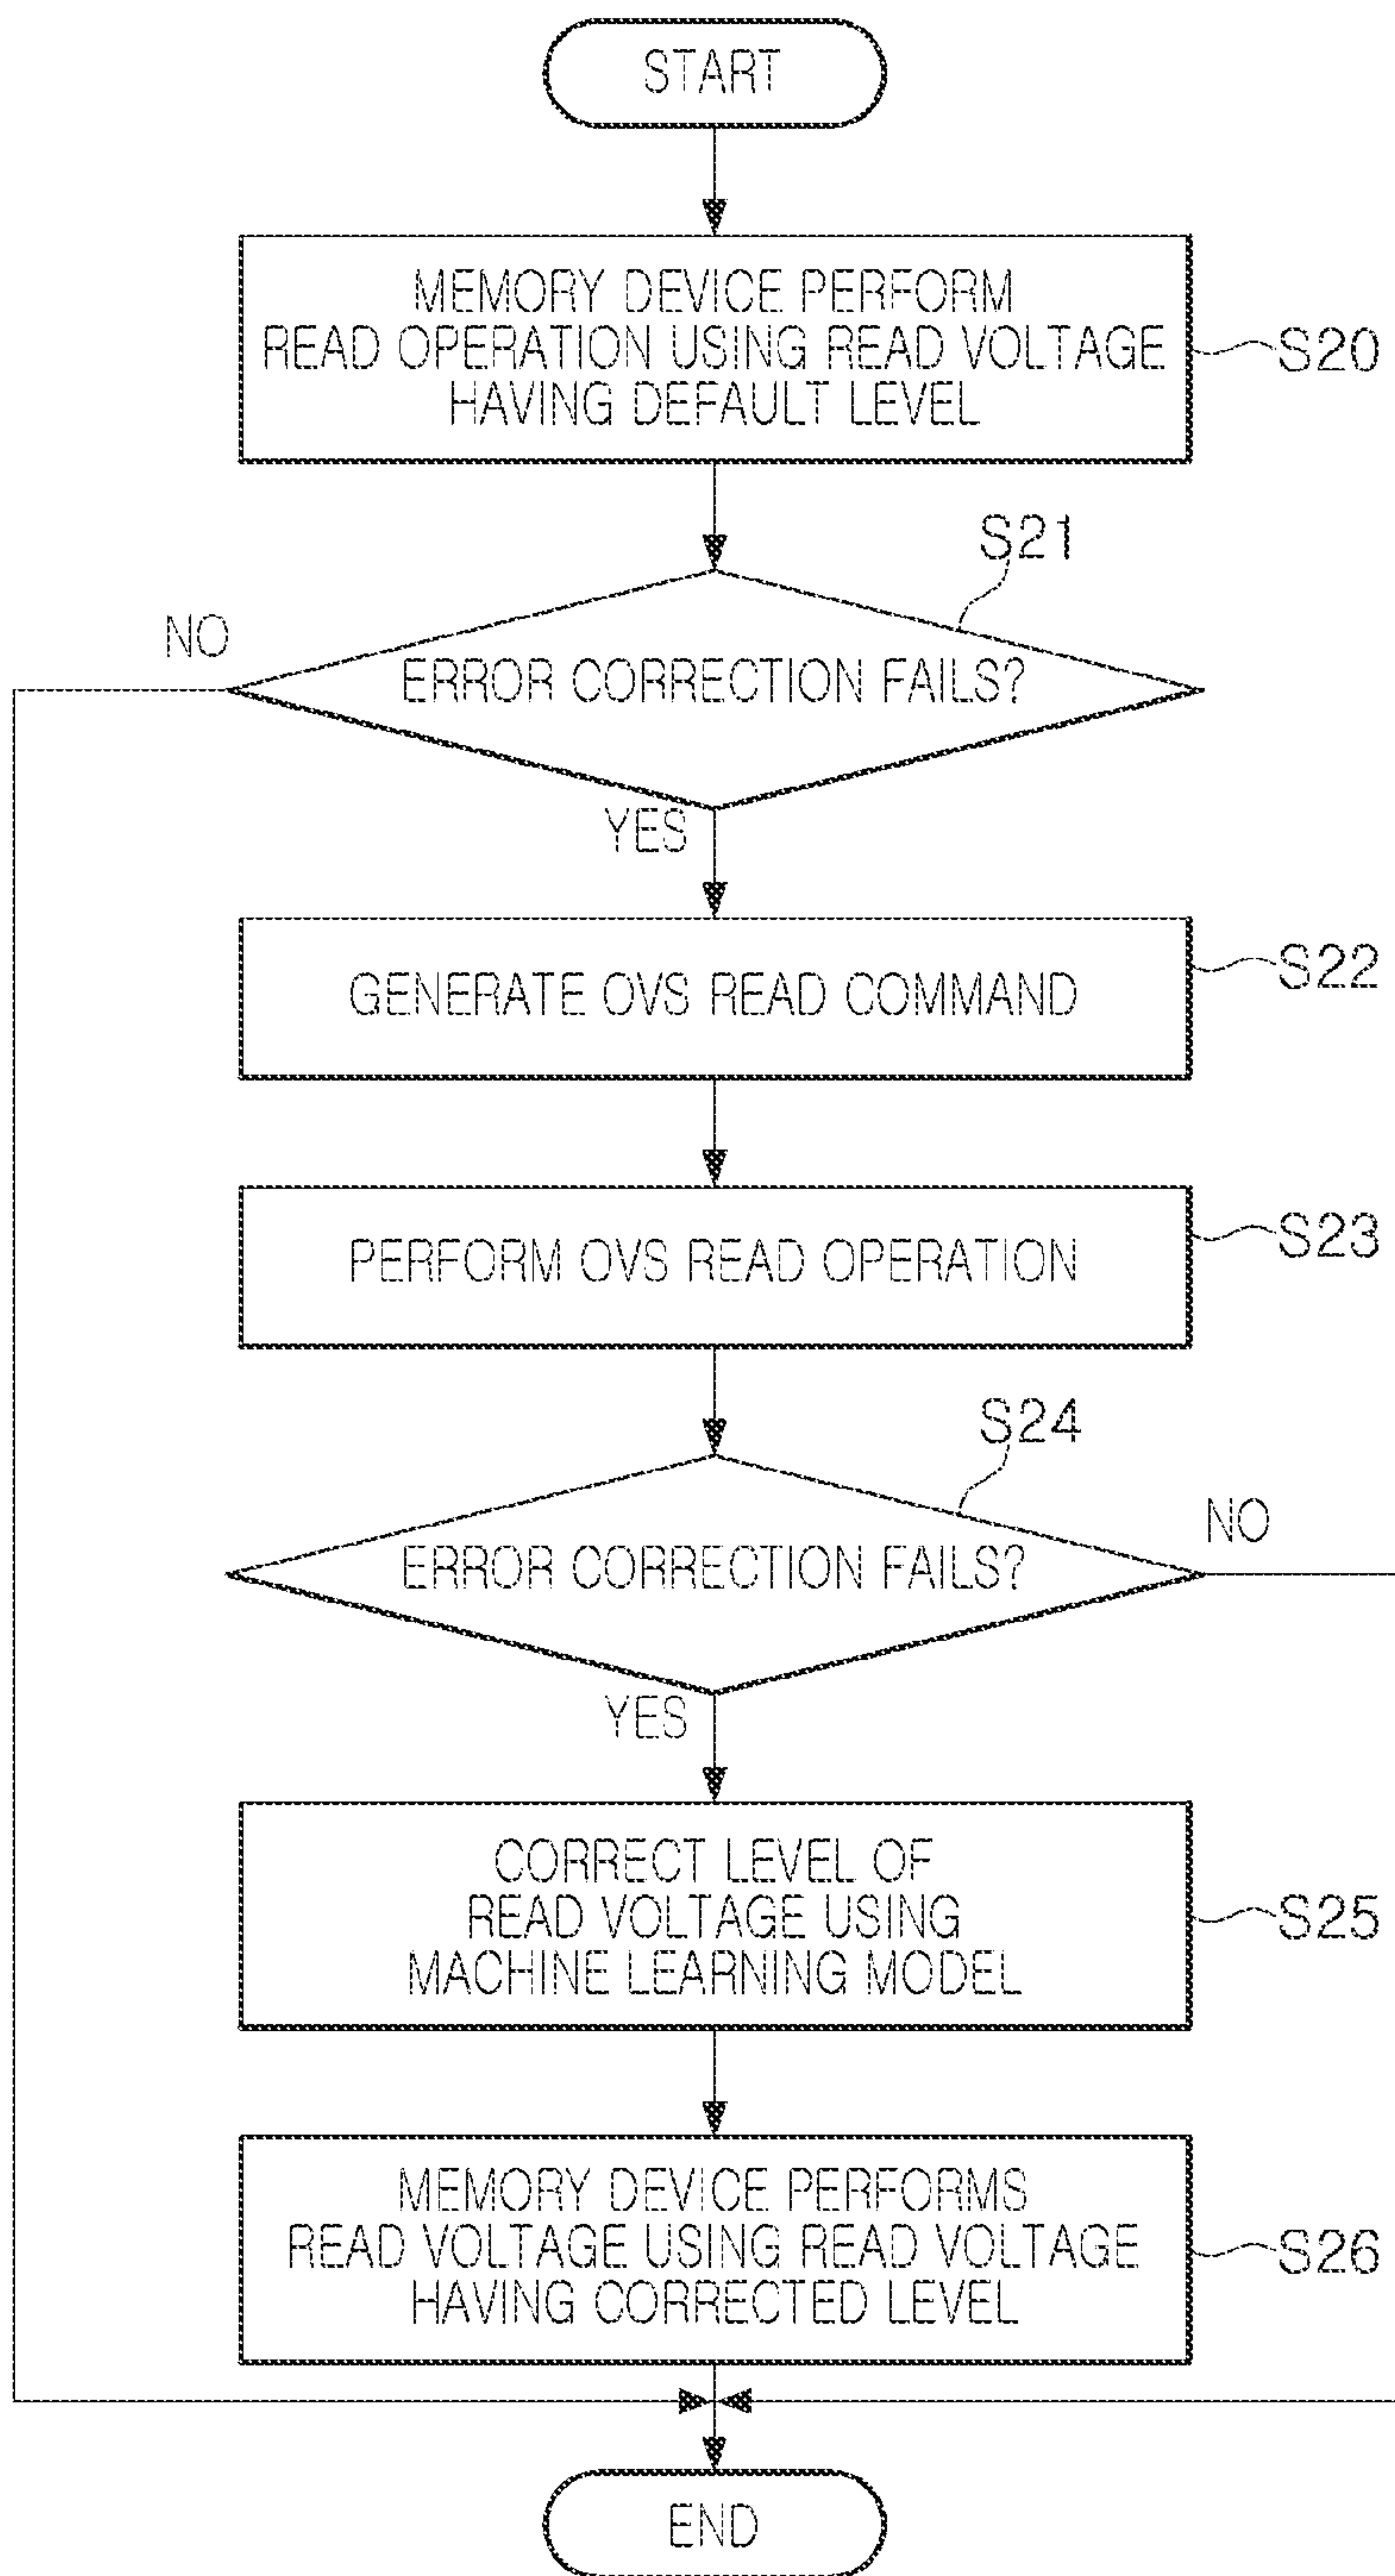 START
MEMORY DEVICE PERFORM
READ OPERATION USING READ VOLTAGE
HAVING DEFAULT LEVEL
S20
S21
NO
ERROR CORRECTION FAILS?
YES
GENERATE OVS READ COMMAND
S22
PERFORM OVS READ OPERATION
S23
S24
NO
ERROR CORRECTION FAILS?
YES
CORRECT LEVEL OF
READ VOLTAGE USING
MACHINE LEARNING MODEL
S25
MEMORY DEVICE PERFORMS
READ VOLTAGE USING READ VOLTAGE
HAVING CORRECTED LEVEL
S26
END